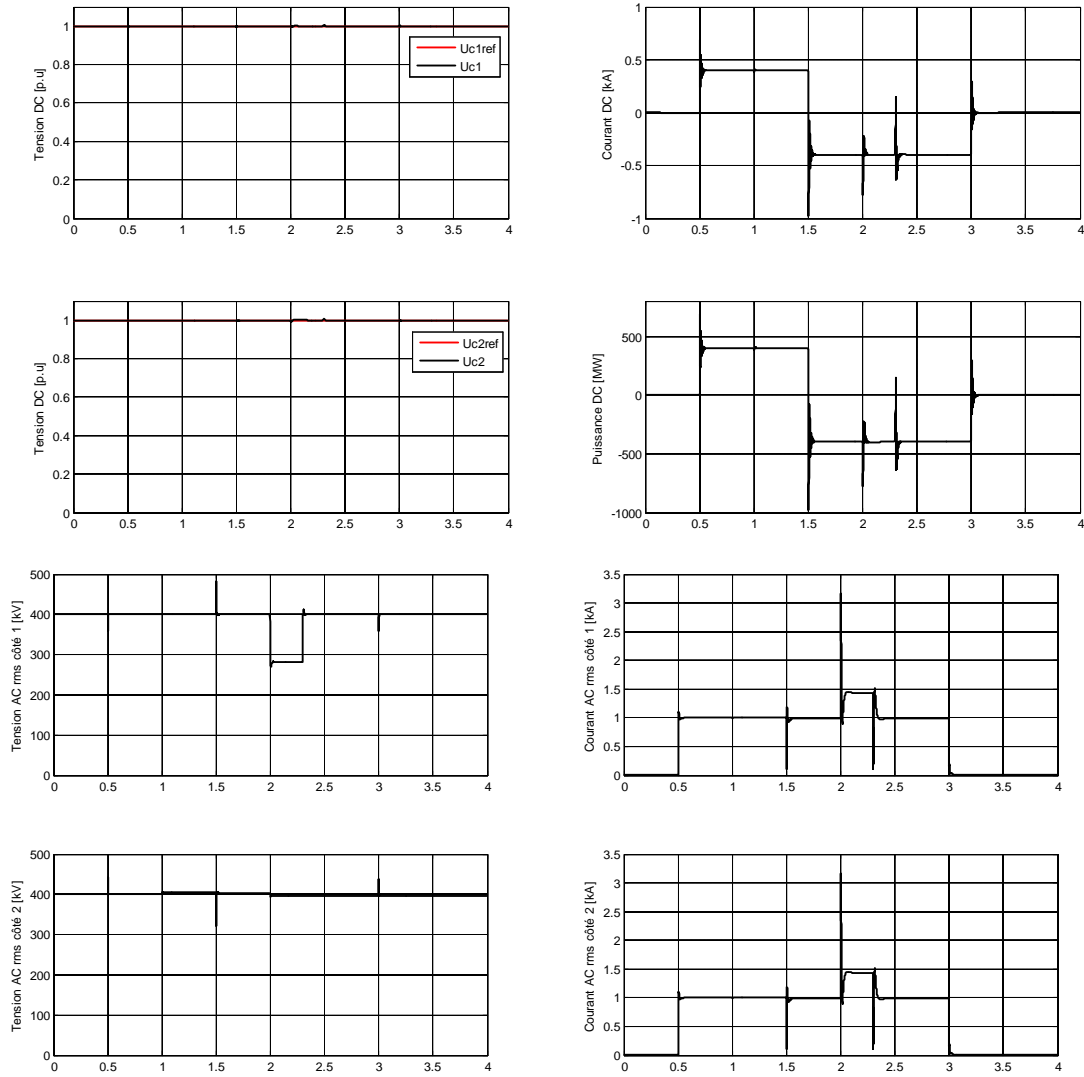 Tension DC [p.u]
1
0.8
0.6
0.4
0.2
0
0 0.5 1 1.5 2 2.5 3 3.5 4
Uc1ref
Uc1
Courant DC [kA]
1
0.5
0
-0.5
-1
0 0.5 1 1.5 2 2.5 3 3.5 4
Tension DC [p.u]
1
0.8
0.6
0.4
0.2
0
0 0.5 1 1.5 2 2.5 3 3.5 4
Uc2ref
Uc2
Puissance DC [MW]
500
0
-500
-1000
0 0.5 1 1.5 2 2.5 3 3.5 4
Tension AC rms côté 1 [kV]
500
400
300
200
100
0
0 0.5 1 1.5 2 2.5 3 3.5 4
Courant AC rms côté 1 [kA]
3.5
3
2.5
2
1.5
1
0.5
0
0 0.5 1 1.5 2 2.5 3 3.5 4
Tension AC rms côté 2 [kV]
500
400
300
200
100
0
0 0.5 1 1.5 2 2.5 3 3.5 4
Courant AC rms côté 2 [kA]
3.5
3
2.5
2
1.5
1
0.5
0
0 0.5 1 1.5 2 2.5 3 3.5 4